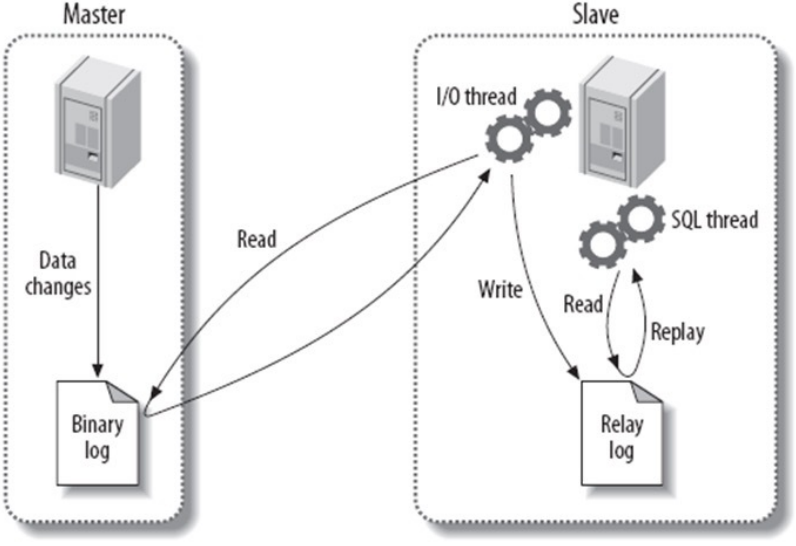 Master
Slave
I/O thread
SQL thread
Read
Data
changes
Write
Read
Replay
Binary
log
Relay
log